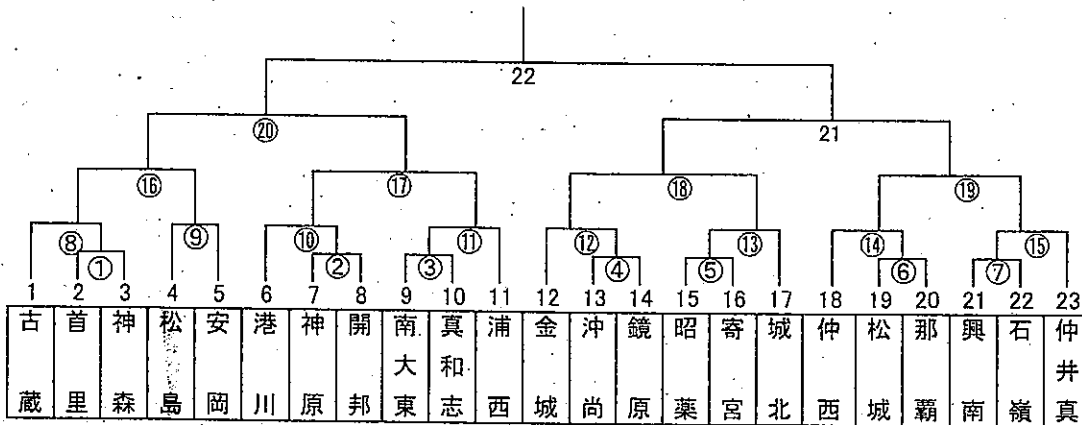 22
⑳
21
⑯
⑰
⑱
⑲
⑧
⑨
⑩
⑪
⑫
⑬
⑭
⑮
①
②
③
④
⑤
⑥
⑦
1 2 3 4 5 6 7 8 9 10 11 12 13 14 15 16 17 18 19 20 21 22 23
古蔵
首里
神森
松島
安岡
港川
神原
開邦
南大東
真和志
浦西
金城
沖尚
鏡原
昭薬
寄宮
城北
仲西
松城
那覇
興南
石嶺
仲井真